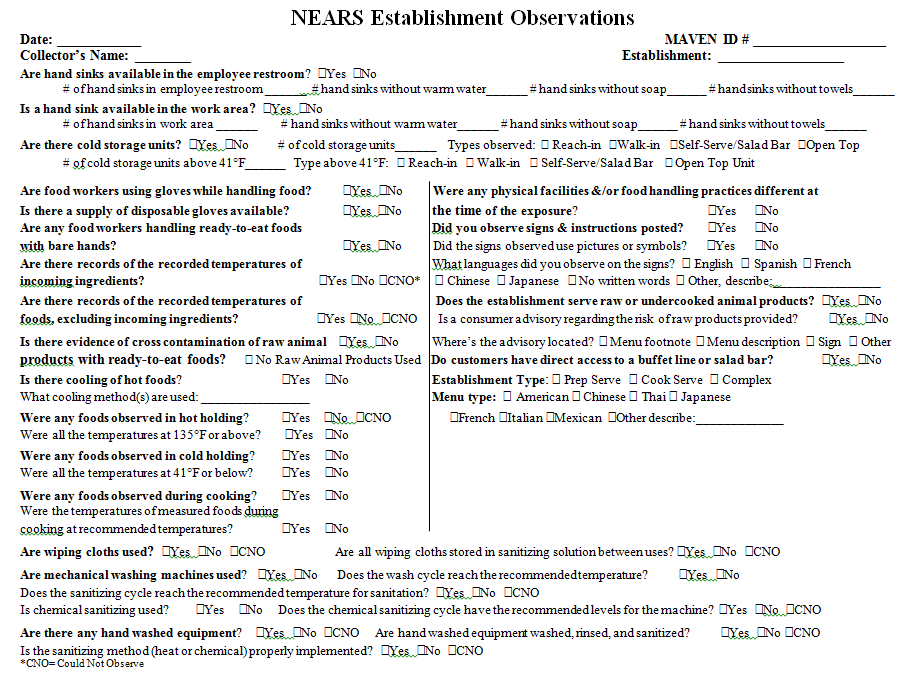 NEARS Establishment Observations
Date: ____________ MAVEN ID # ___________________
Collector's Name: ________ Establishment: __________________
Are hand sinks available in the employee restroom? □Yes □No
# of hand sinks in employee restroom _______# hand sinks without warm water______ # hand sinks without soap______ # hand sinks without towels______
Is a hand sink available in the work area? □Yes □No
# of hand sinks in work area ______ # hand sinks without warm water______ # hand sinks without soap______ # hand sinks without towels______
Are there cold storage units? □Yes □No # of cold storage units______ Types observed: □ Reach-in □Walk-in □Self-Serve/Salad Bar □Open Top
# of cold storage units above 41°F______ Type above 41°F: □ Reach-in □ Walk-in □ Self-Serve/Salad Bar □Open Top Unit
Are food workers using gloves while handling food? □Yes □No
Is there a supply of disposable gloves available? □Yes □No
Are any food workers handling ready-to-eat foods
with bare hands? □Yes □No
Are there records of the recorded temperatures of
incoming ingredients? □Yes □No □CNO*
Are there records of the recorded temperatures of
foods, excluding incoming ingredients? □Yes □No □CNO
Is there evidence of cross contamination of raw animal □Yes □No
products with ready-to-eat foods? □ No Raw Animal Products Used
Is there cooling of hot foods? □Yes □No
What cooling method(s) are used: ________________
Were any foods observed in hot holding? □Yes □No □CNO
Were all the temperatures at 135°F or above? □Yes □No
Were any foods observed in cold holding? □Yes □No
Were all the temperatures at 41°F or below? □Yes □No
Were any foods observed during cooking? □Yes □No
Were the temperatures of measured foods during
cooking at recommended temperatures? □Yes □No
Were any physical facilities &/or food handling practices different at
the time of the exposure? □Yes □No
Did you observe signs & instructions posted? □Yes □No
Did the signs observed use pictures or symbols? □Yes □No
What languages did you observe on the signs? □ English □ Spanish □ French
□ Chinese □ Japanese □ No written words □ Other, describe:________________
Does the establishment serve raw or undercooked animal products? □Yes □No
Is a consumer advisory regarding the risk of raw products provided? □Yes □No
Where's the advisory located? □ Menu footnote □ Menu description □ Sign □ Other
Do customers have direct access to a buffet line or salad bar? □Yes □No
Establishment Type: □ Prep Serve □ Cook Serve □ Complex
Menu type: □ American □ Chinese □ Thai □ Japanese
□French □Italian □Mexican □Other describe:_____________
Are wiping cloths used? □Yes □No □CNO Are all wiping cloths stored in sanitizing solution between uses? □Yes □No □CNO
Are mechanical washing machines used? □Yes □No Does the wash cycle reach the recommended temperature? □Yes □No
Does the sanitizing cycle reach the recommended temperature for sanitation? □Yes □No □CNO
Is chemical sanitizing used? □Yes □No Does the chemical sanitizing cycle have the recommended levels for the machine? □Yes □No □CNO
Are there any hand washed equipment? □Yes □No □CNO Are hand washed equipment washed, rinsed, and sanitized? □Yes □No □CNO
Is the sanitizing method (heat or chemical) properly implemented? □Yes □No □CNO
*CNO= Could Not Observe